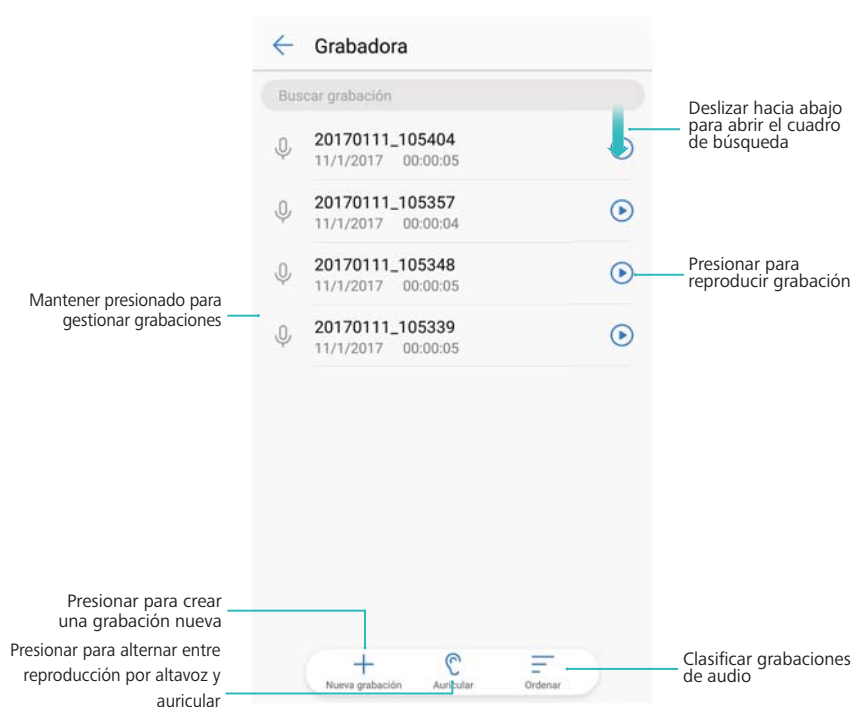 Grabadora
Buscar grabación
Deslizar hacia abajo
para abrir el cuadro
de búsqueda
20170111_105404
11/1/2017 00:00:05
20170111_105357
11/1/2017 00:00:04
20170111_105348
11/1/2017 00:00:05
Presionar para
reproducir grabación
Mantener presionado para
gestionar grabaciones
20170111_105339
11/1/2017 00:00:05
Presionar para crear
una grabación nueva
Presionar para alternar entre
reproducción por altavoz y
auricular
Nueva grabación
Auricular
Ordenar
Clasificar grabaciones
de audio